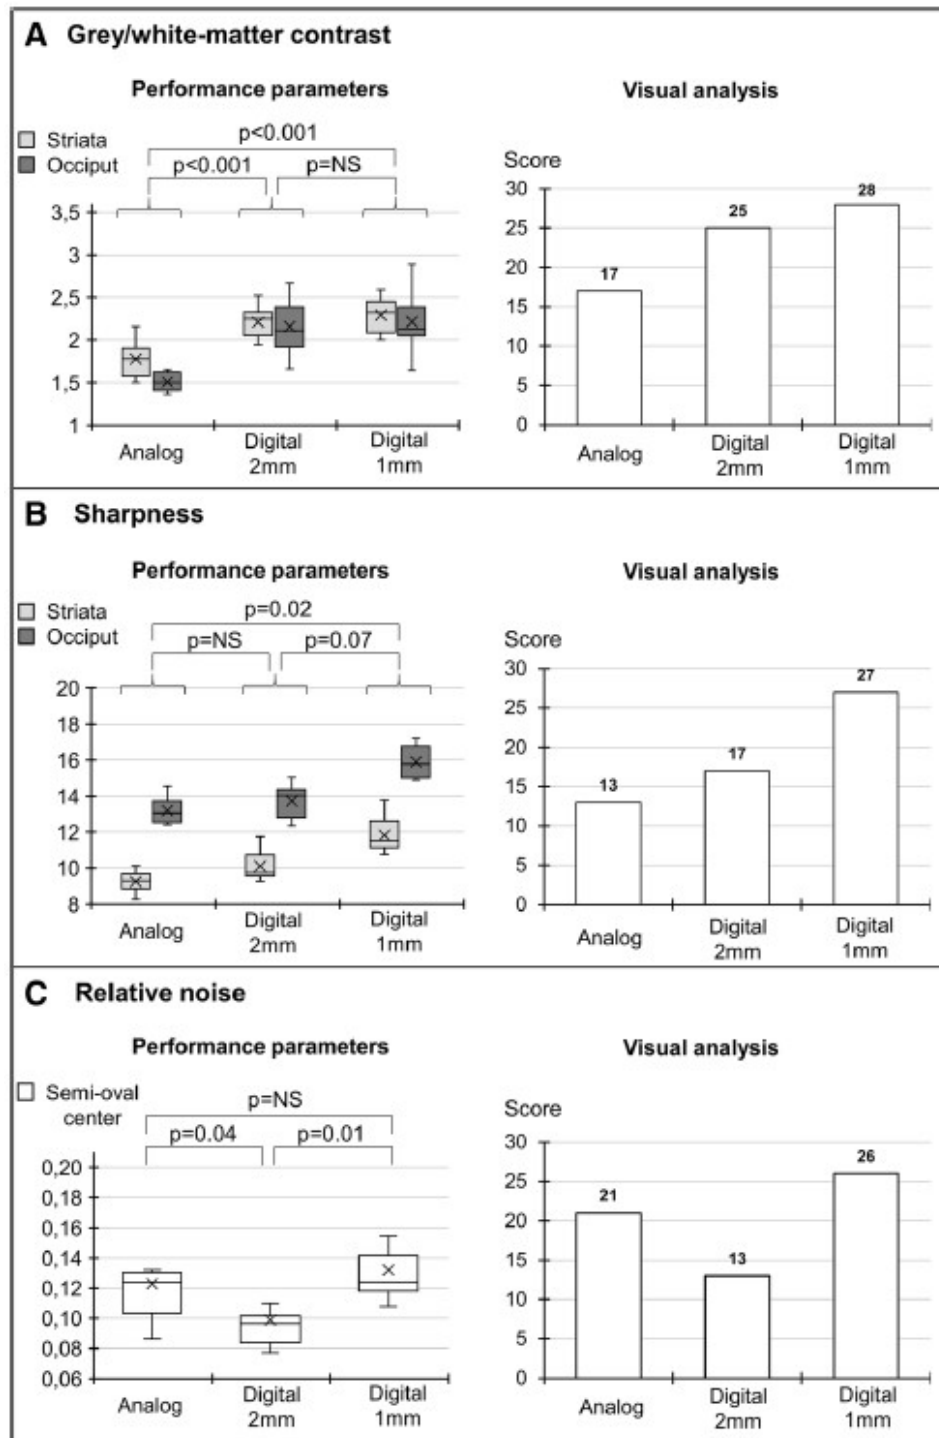 A Grey/white-matter contrast
Performance parameters
Striata
Occiput
p<0.001
p<0.001
p=NS
3,5
3
2,5
2
1,5
1
Analog
Digital
2mm
Digital
1mm
Visual analysis
Score
30
25
20
15
10
5
0
17
25
28
Analog
Digital
2mm
Digital
1mm
B Sharpness
Performance parameters
Striata
Occiput
p=0.02
p=NS
p=0.07
20
18
16
14
12
10
8
Analog
Digital
2mm
Digital
1mm
Visual analysis
Score
30
25
20
15
10
5
0
13
17
27
Analog
Digital
2mm
Digital
1mm
C Relative noise
Performance parameters
Semi-oval
center
p=NS
p=0.04
p=0.01
0,20
0,18
0,16
0,14
0,12
0,10
0,08
0,06
Analog
Digital
2mm
Digital
1mm
Visual analysis
Score
30
25
20
15
10
5
0
21
13
26
Analog
Digital
2mm
Digital
1mm